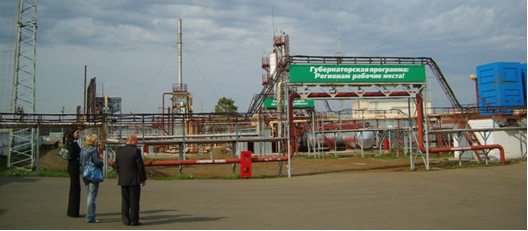 Губернаторская программа:
Регионам рабочие места!